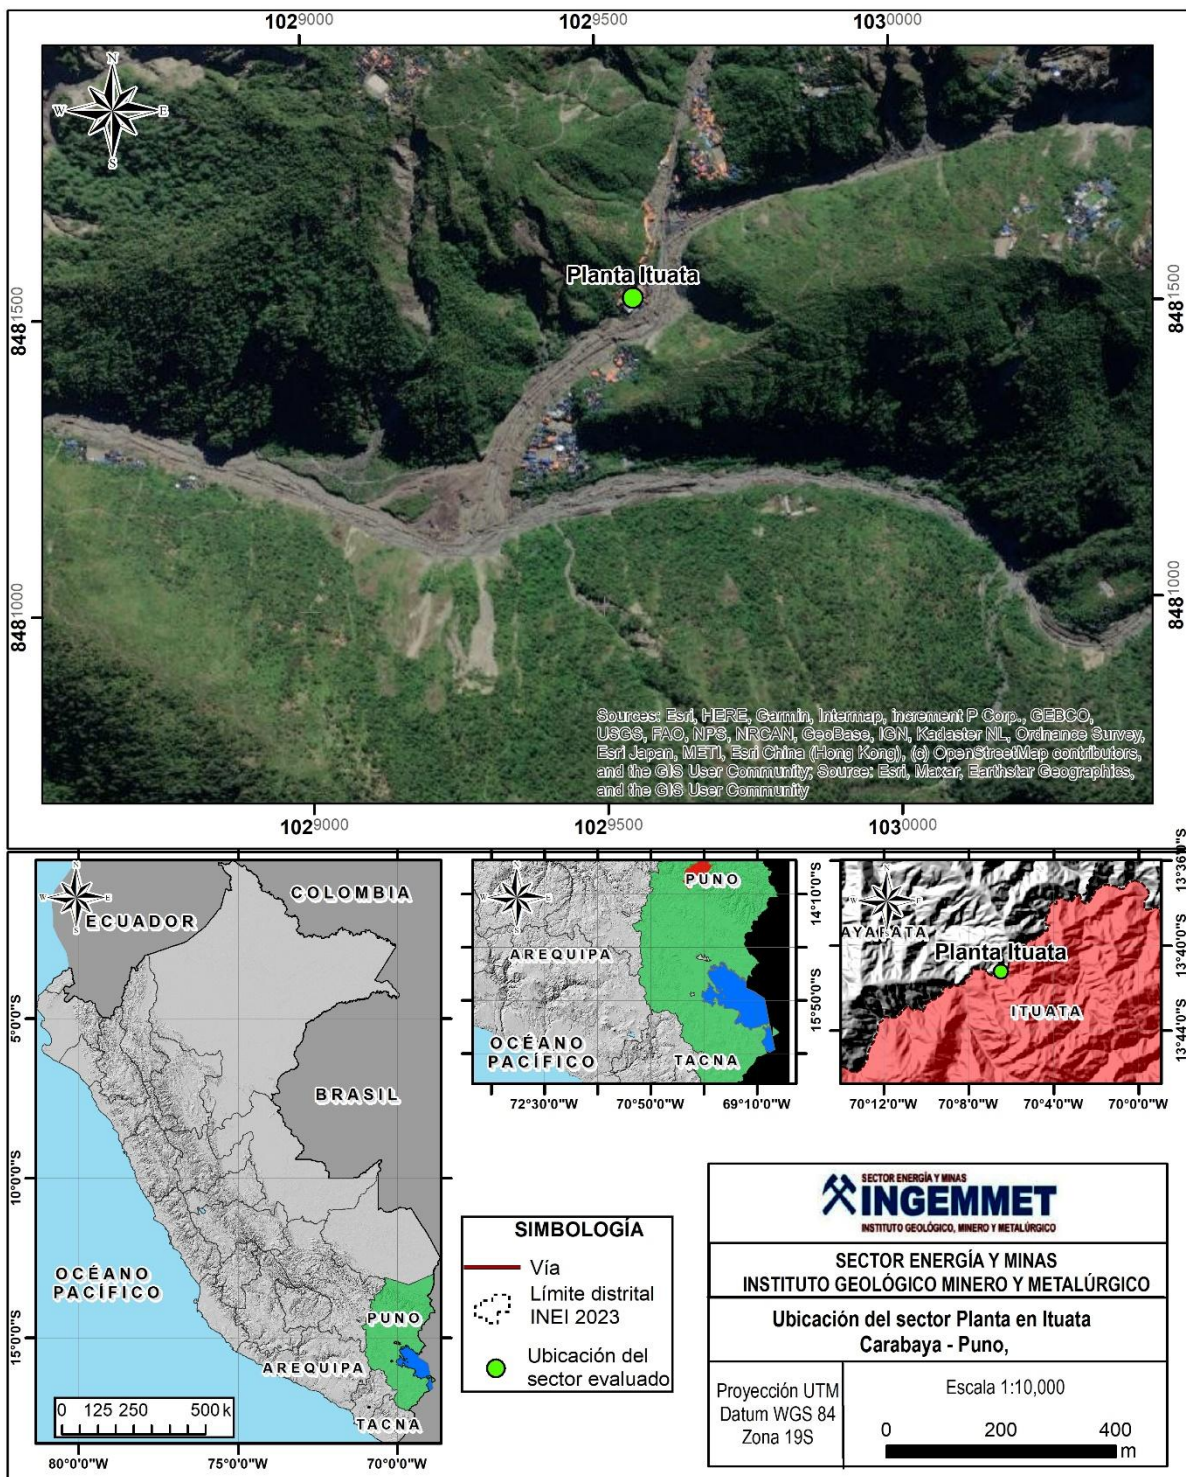 1029000 1029500 1030000
N
W E
S
Planta Ituata
8481500 8481500
8481000 8481000
Sources: Esri, HERE, Garmin, Intermap, increment P Corp., GEBCO,
USGS, FAO, NPS, NRCAN, GeoBase, IGN, Kadaster NL, Ordnance Survey,
Esri Japan, METI, Esri China (Hong Kong), (c) OpenStreetMap contributors,
and the GIS User Community; Source: Esri, Maxar, Earthstar Geographics,
and the GIS User Community
1029000 1029500 1030000
N
W E
S
COLOMBIA
ECUADOR
BRASIL
OCÉANO
PACÍFICO
PUNO
AREQUIPA
TACNA
5°0'0"S
10°0'0"S
15°0'0"S
0 125 250 500 k
80°0'0"W 75°0'0"W 70°0'0"W
N
W E
S
PUNO
AREQUIPA
OCÉANO
PACÍFICO
TACNA
14°10'0"S
15°50'0"S
72°30'0"W 70°50'0"W 69°10'0"W
N
W E
S
AYAPATA
Planta Ituata
ITUATA
13°36'0"S
13°40'0"S
13°44'0"S
70°12'0"W 70°8'0"W 70°4'0"W 70°0'0"W
SIMBOLOGÍA
Vía
Límite distrital
INEI 2023
Ubicación del
sector evaluado
SECTOR ENERGÍA Y MINAS
INGEMMET
INSTITUTO GEOLÓGICO, MINERO Y METALÚRGICO
SECTOR ENERGÍA Y MINAS
INSTITUTO GEOLÓGICO MINERO Y METALÚRGICO
Ubicación del sector Planta en Ituata
Carabaya - Puno,
Proyección UTM
Datum WGS 84
Zona 19S
Escala 1:10,000
0 200 400
m